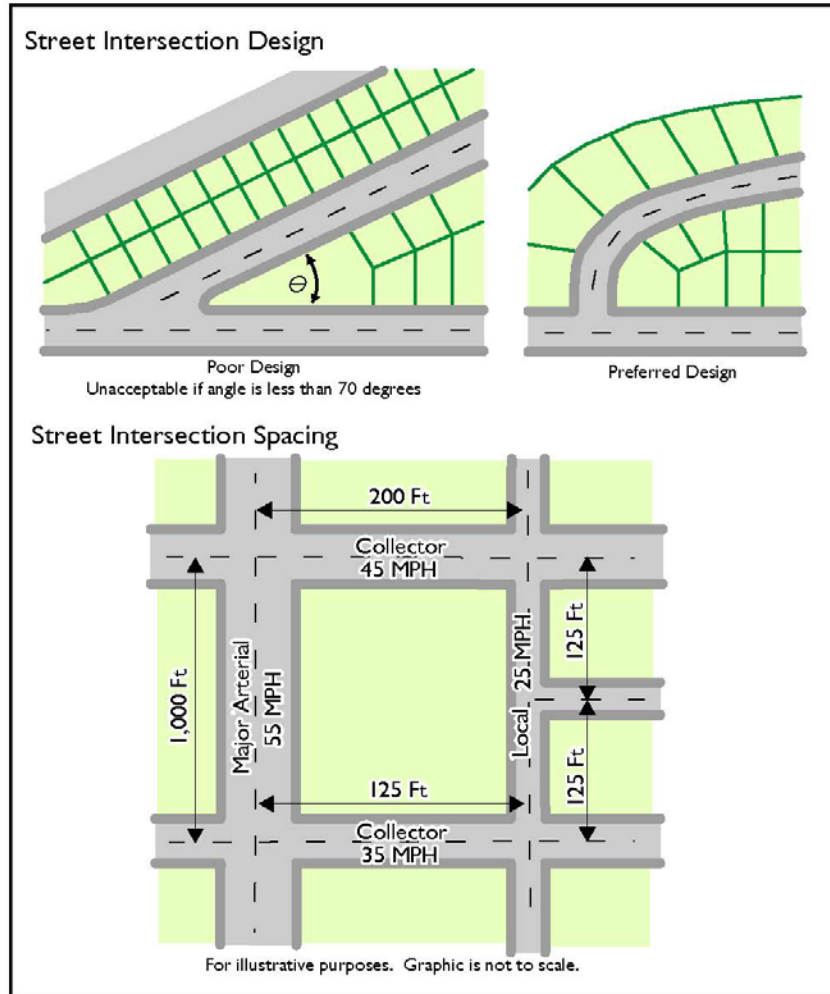 Street Intersection Design
θ
Poor Design
Unacceptable if angle is less than 70 degrees
Preferred Design
Street Intersection Spacing
200 Ft
Collector
45 MPH
1,000 Ft
Major Arterial
55 MPH
Local 25 MPH.
125 Ft
125 Ft
125 Ft
Collector
35 MPH
For illustrative purposes. Graphic is not to scale.